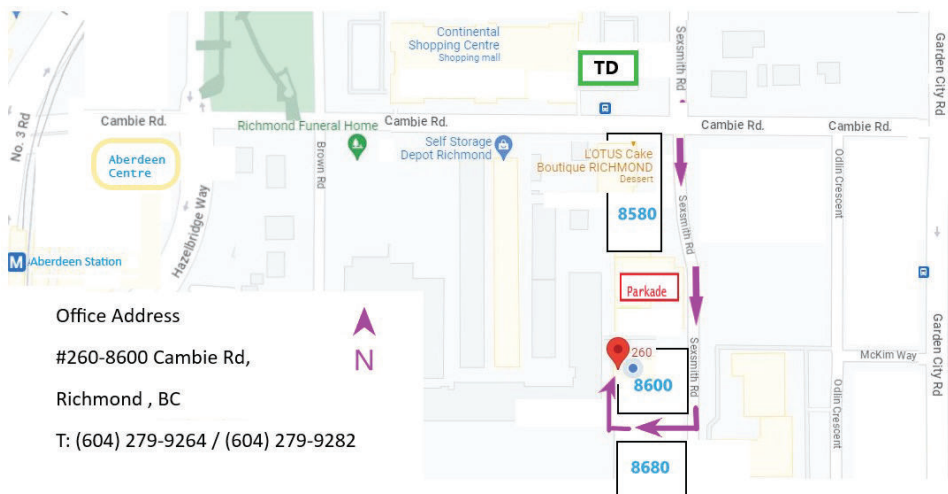 Continental
Shopping Centre
Shopping mall
TD
Sexsmith Rd
Garden City Rd
No. 3 Rd
Cambie Rd.
Richmond Funeral Home
Cambie Rd.
Cambie Rd.
Cambie Rd.
Aberdeen
Centre
Brown Rd
Self Storage
Depot Richmond
L'OTUS Cake
Boutique RICHMOND
Dessert
Odlin Crescent
Hazelbridge Way
8580
Sexsmith Rd
M
Aberdeen Station
Parkade
Office Address
N
#260-8600 Cambie Rd,
Richmond , BC
T: (604) 279-9264 / (604) 279-9282
260
8600
Sexsmith Rd
McKim Way
Garden City Rd
Odlin Crescent
8680